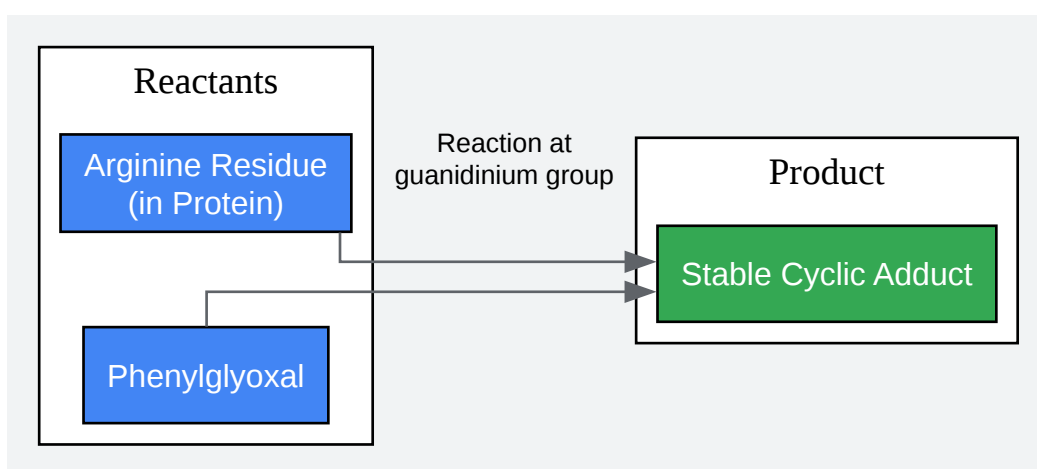 Reactants
Arginine Residue
(in Protein)
Phenylglyoxal
Reaction at
guanidinium group
Product
Stable Cyclic Adduct